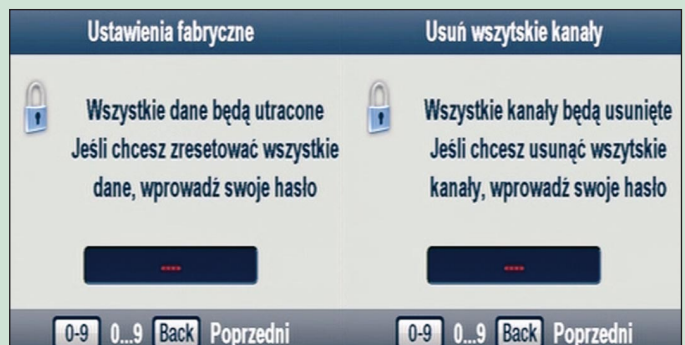 Ustawienia fabryczne
Wszystkie dane będą utracone
Jeśli chcesz zresetować wszystkie
dane, wprowadź swoje hasło
----
0-9 0...9 Back Poprzedni
Usuń wszytskie kanały
Wszystkie kanały będą usunięte
Jeśli chcesz usunąć wszytskie
kanały, wprowadź swoje hasło
----
0-9 0...9 Back Poprzedni